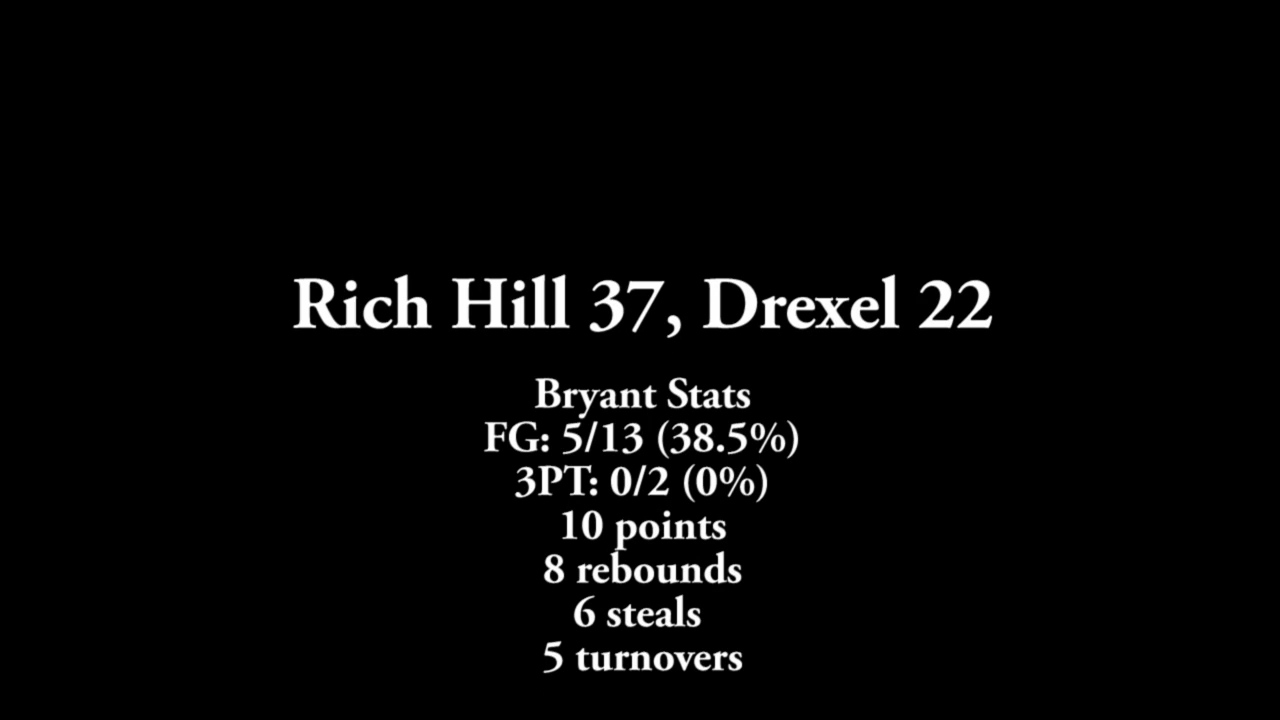 Rich Hill 37, Drexel 22
Bryant Stats
FG: 5/13 (38.5%)
3PT: 0/2 (0%)
10 points
8 rebounds
6 steals
5 turnovers